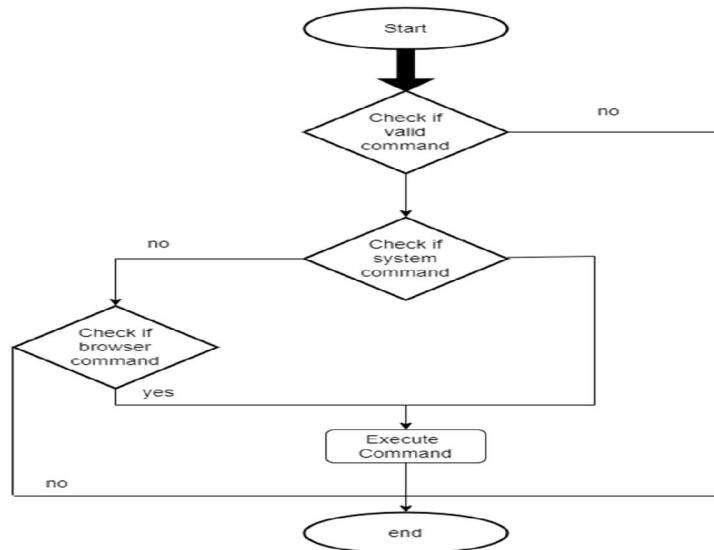 Start
Check if
valid
command
no
Check if
system
command
no
Check if
browser
command
yes
Execute
Command
no
end